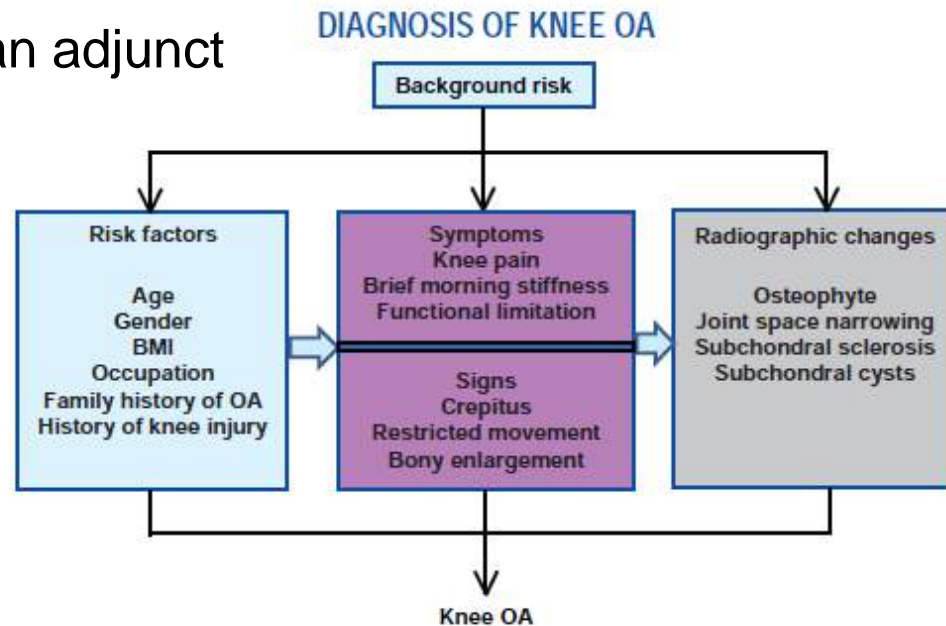 an adjunct
DIAGNOSIS OF KNEE OA
Background risk
Risk factors
Age
Gender
BMI
Occupation
Family history of OA
History of knee injury
Symptoms
Knee pain
Brief morning stiffness
Functional limitation
Signs
Crepitus
Restricted movement
Bony enlargement
Radiographic changes
Osteophyte
Joint space narrowing
Subchondral sclerosis
Subchondral cysts
Knee OA